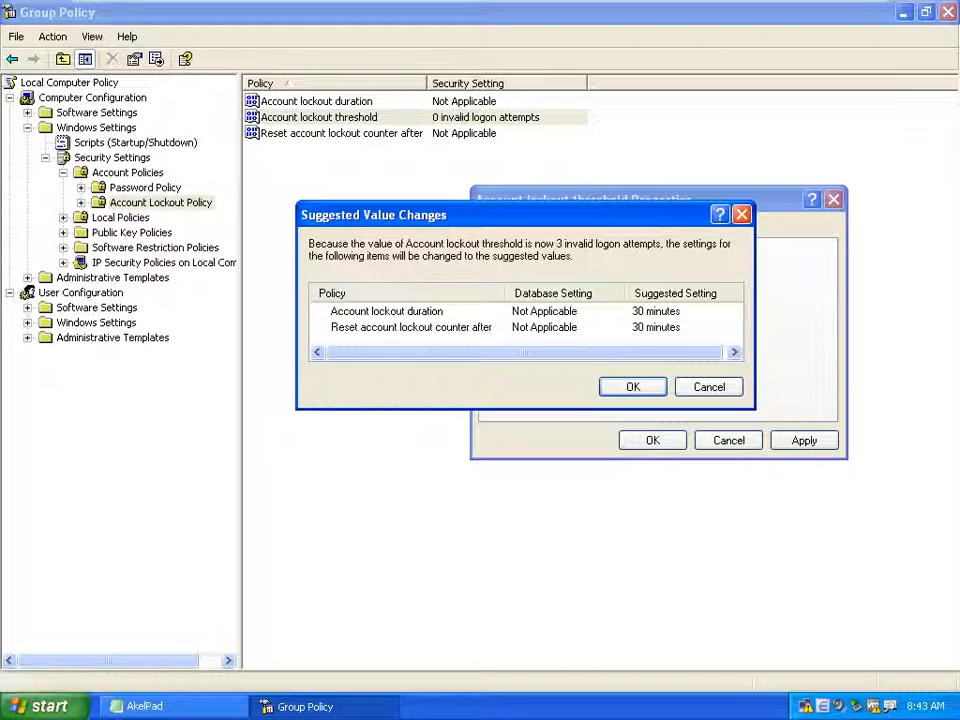 Group Policy
File Action View Help
Local Computer Policy
Computer Configuration
Software Settings
Windows Settings
Scripts (Startup/Shutdown)
Security Settings
Account Policies
Password Policy
Account Lockout Policy
Local Policies
Public Key Policies
Software Restriction Policies
IP Security Policies on Local Com
Administrative Templates
User Configuration
Software Settings
Windows Settings
Administrative Templates
Policy Security Setting
Account lockout duration Not Applicable
Account lockout threshold 0 invalid logon attempts
Reset account lockout counter after Not Applicable
Account lockout threshold Properties
Suggested Value Changes
Because the value of Account lockout threshold is now 3 invalid logon attempts, the settings for
the following items will be changed to the suggested values.
Policy Database Setting Suggested Setting
Account lockout duration Not Applicable 30 minutes
Reset account lockout counter after Not Applicable 30 minutes
OK Cancel
OK Cancel Apply
start AkelPad Group Policy 8:43 AM